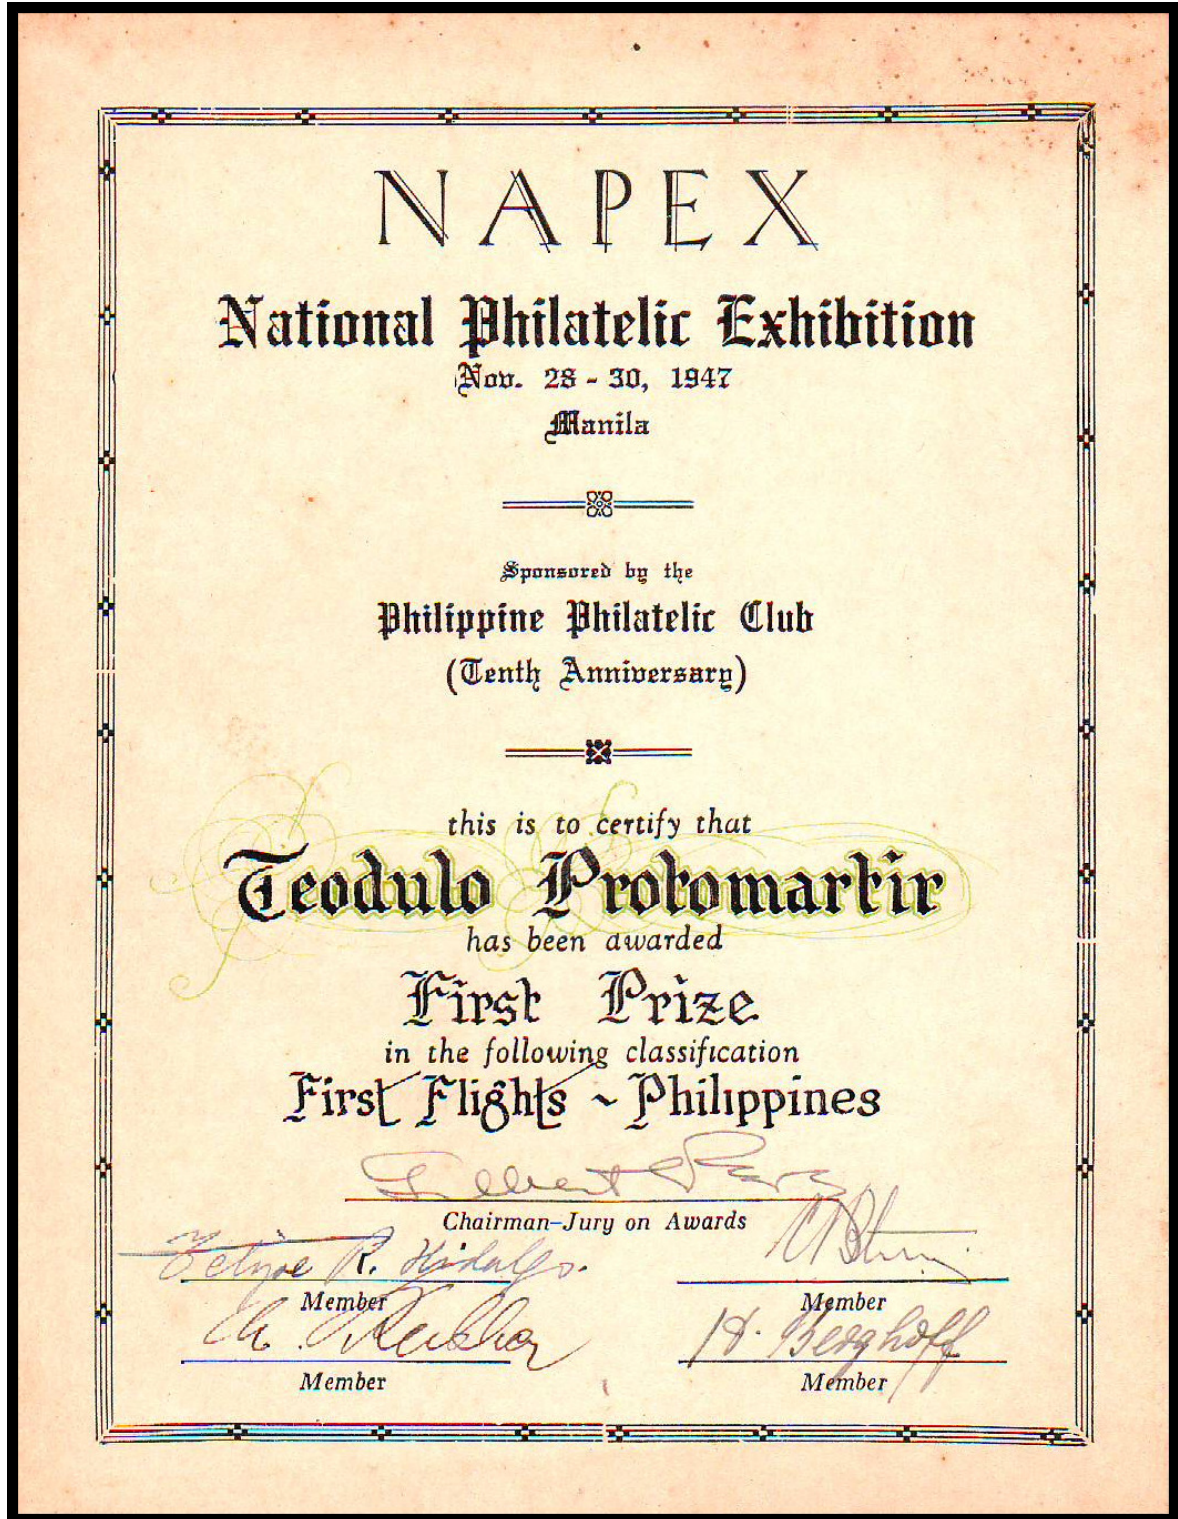 NAPEX
National Philatelic Exhibition
Nov. 28 - 30, 1947
Manila
Sponsored by the
Philippine Philatelic Club
(Tenth Anniversary)
this is to certify that
Teodulo Protomartir
has been awarded
First Prize
in the following classification
First Flights ~ Philippines
Chairman-Jury on Awards
Felipe R. Hidalgo.
Member
Member
H. Berghoff
Member
Member